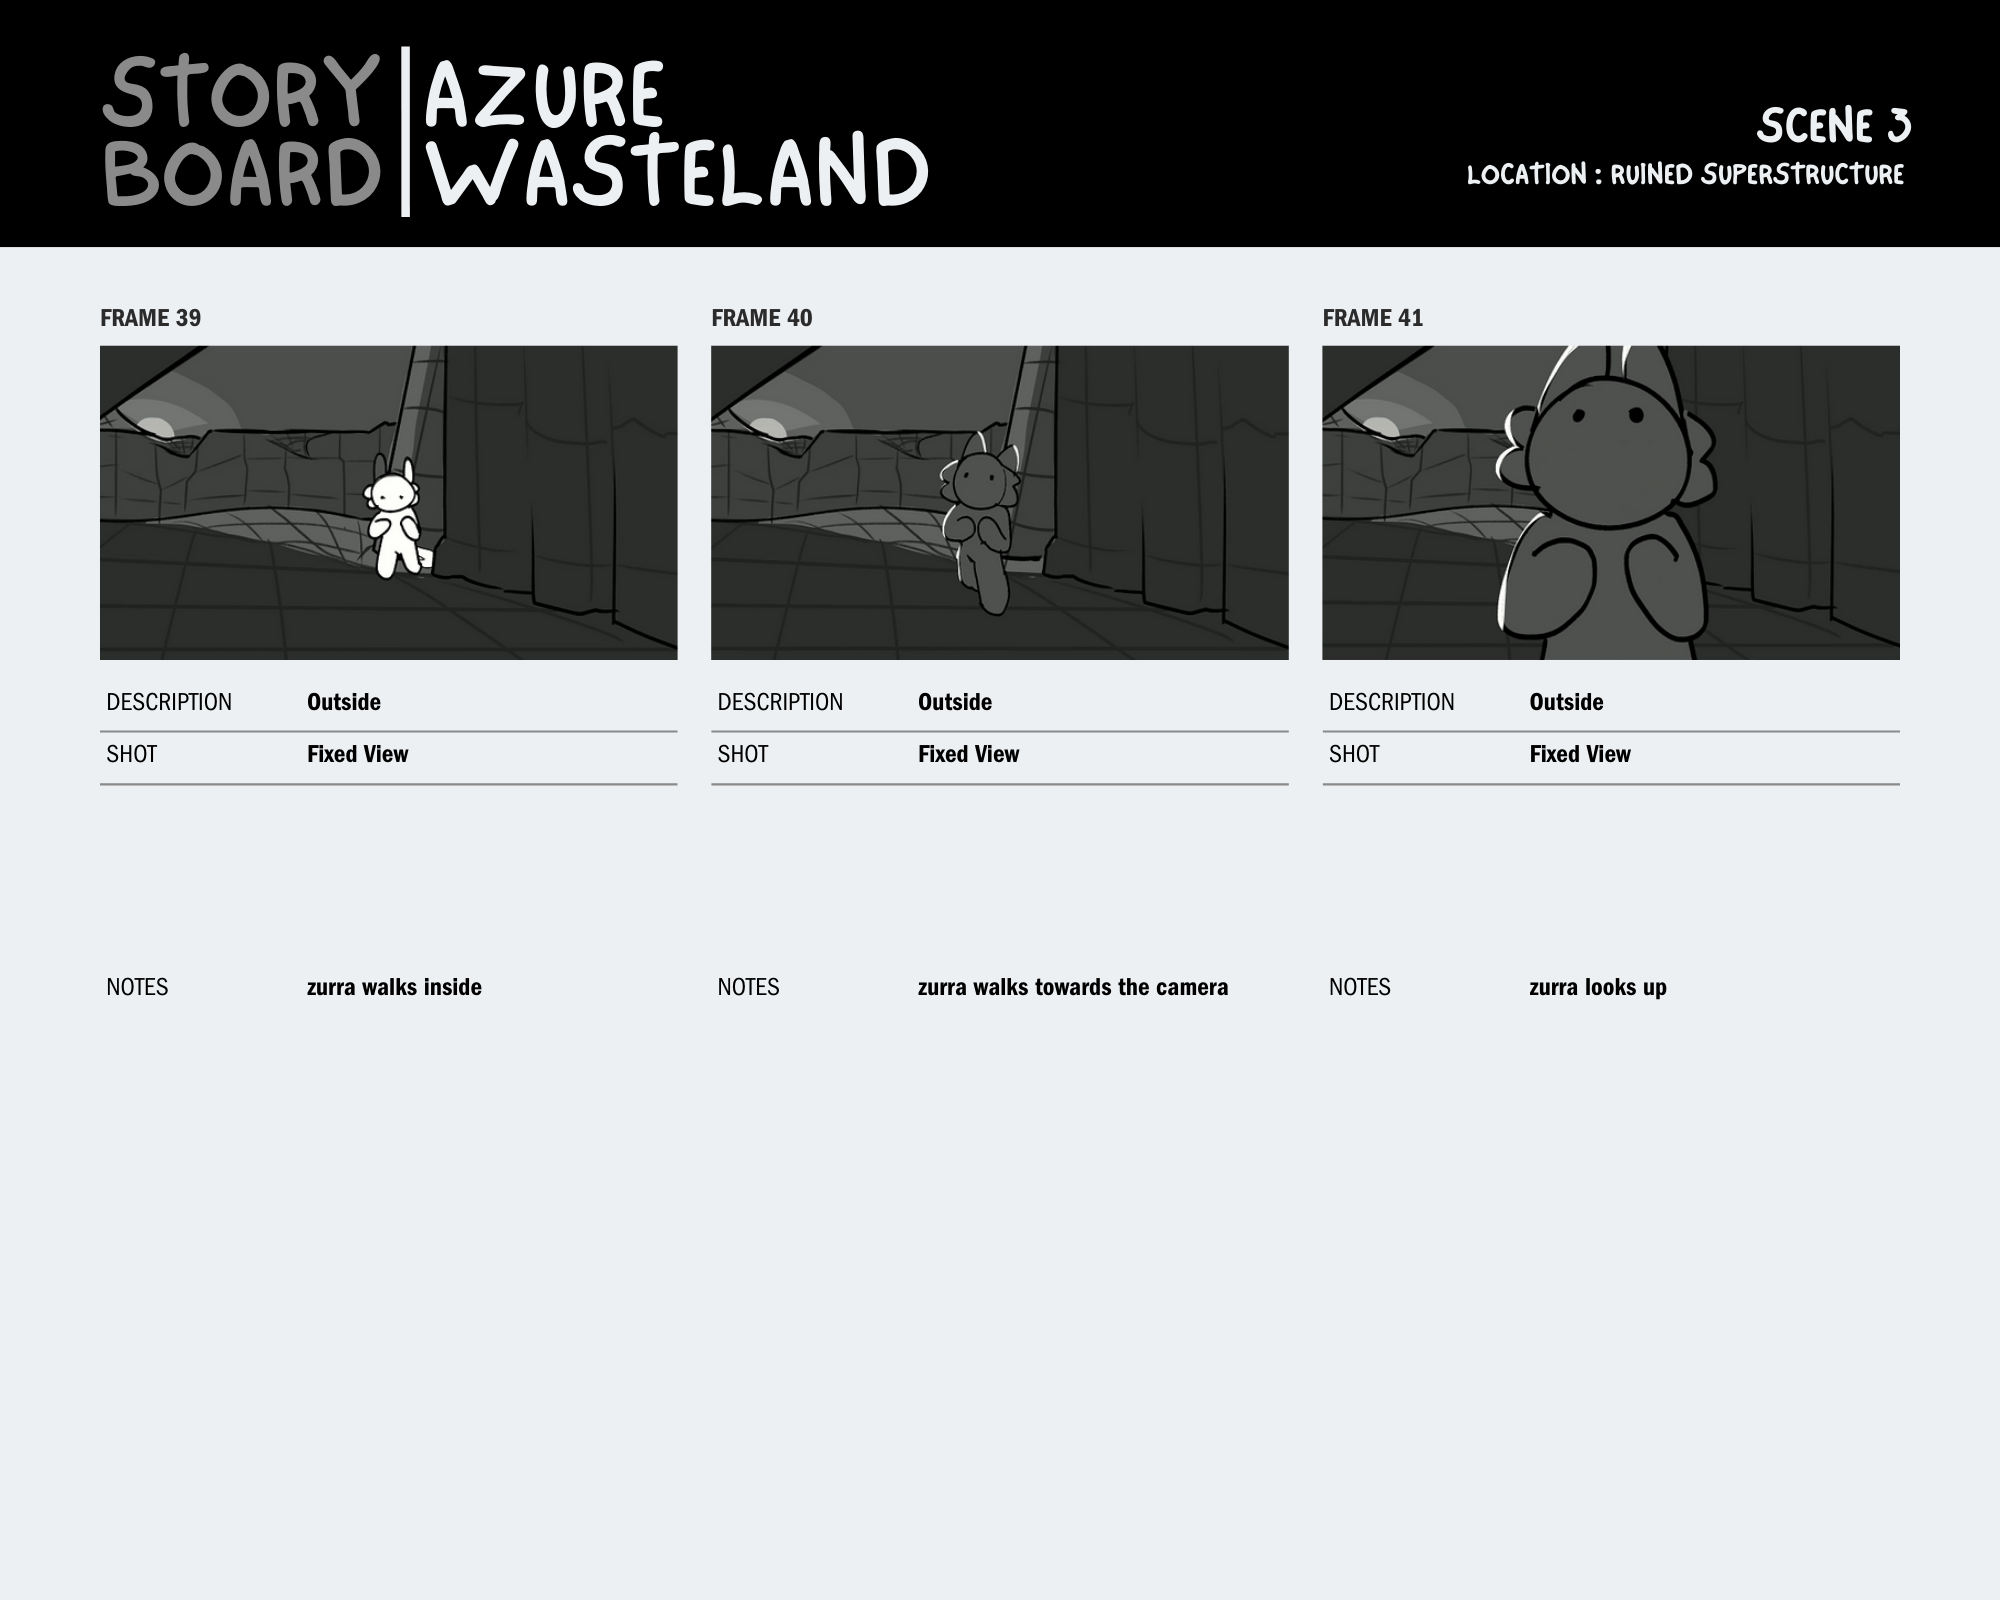 STORY
BOARD
AZURE
WASTELAND
SCENE 3
LOCATION : RUINED SUPERSTRUCTURE
FRAME 39
DESCRIPTION Outside
SHOT Fixed View
NOTES zurra walks inside
FRAME 40
DESCRIPTION Outside
SHOT Fixed View
NOTES zurra walks towards the camera
FRAME 41
DESCRIPTION Outside
SHOT Fixed View
NOTES zurra looks up